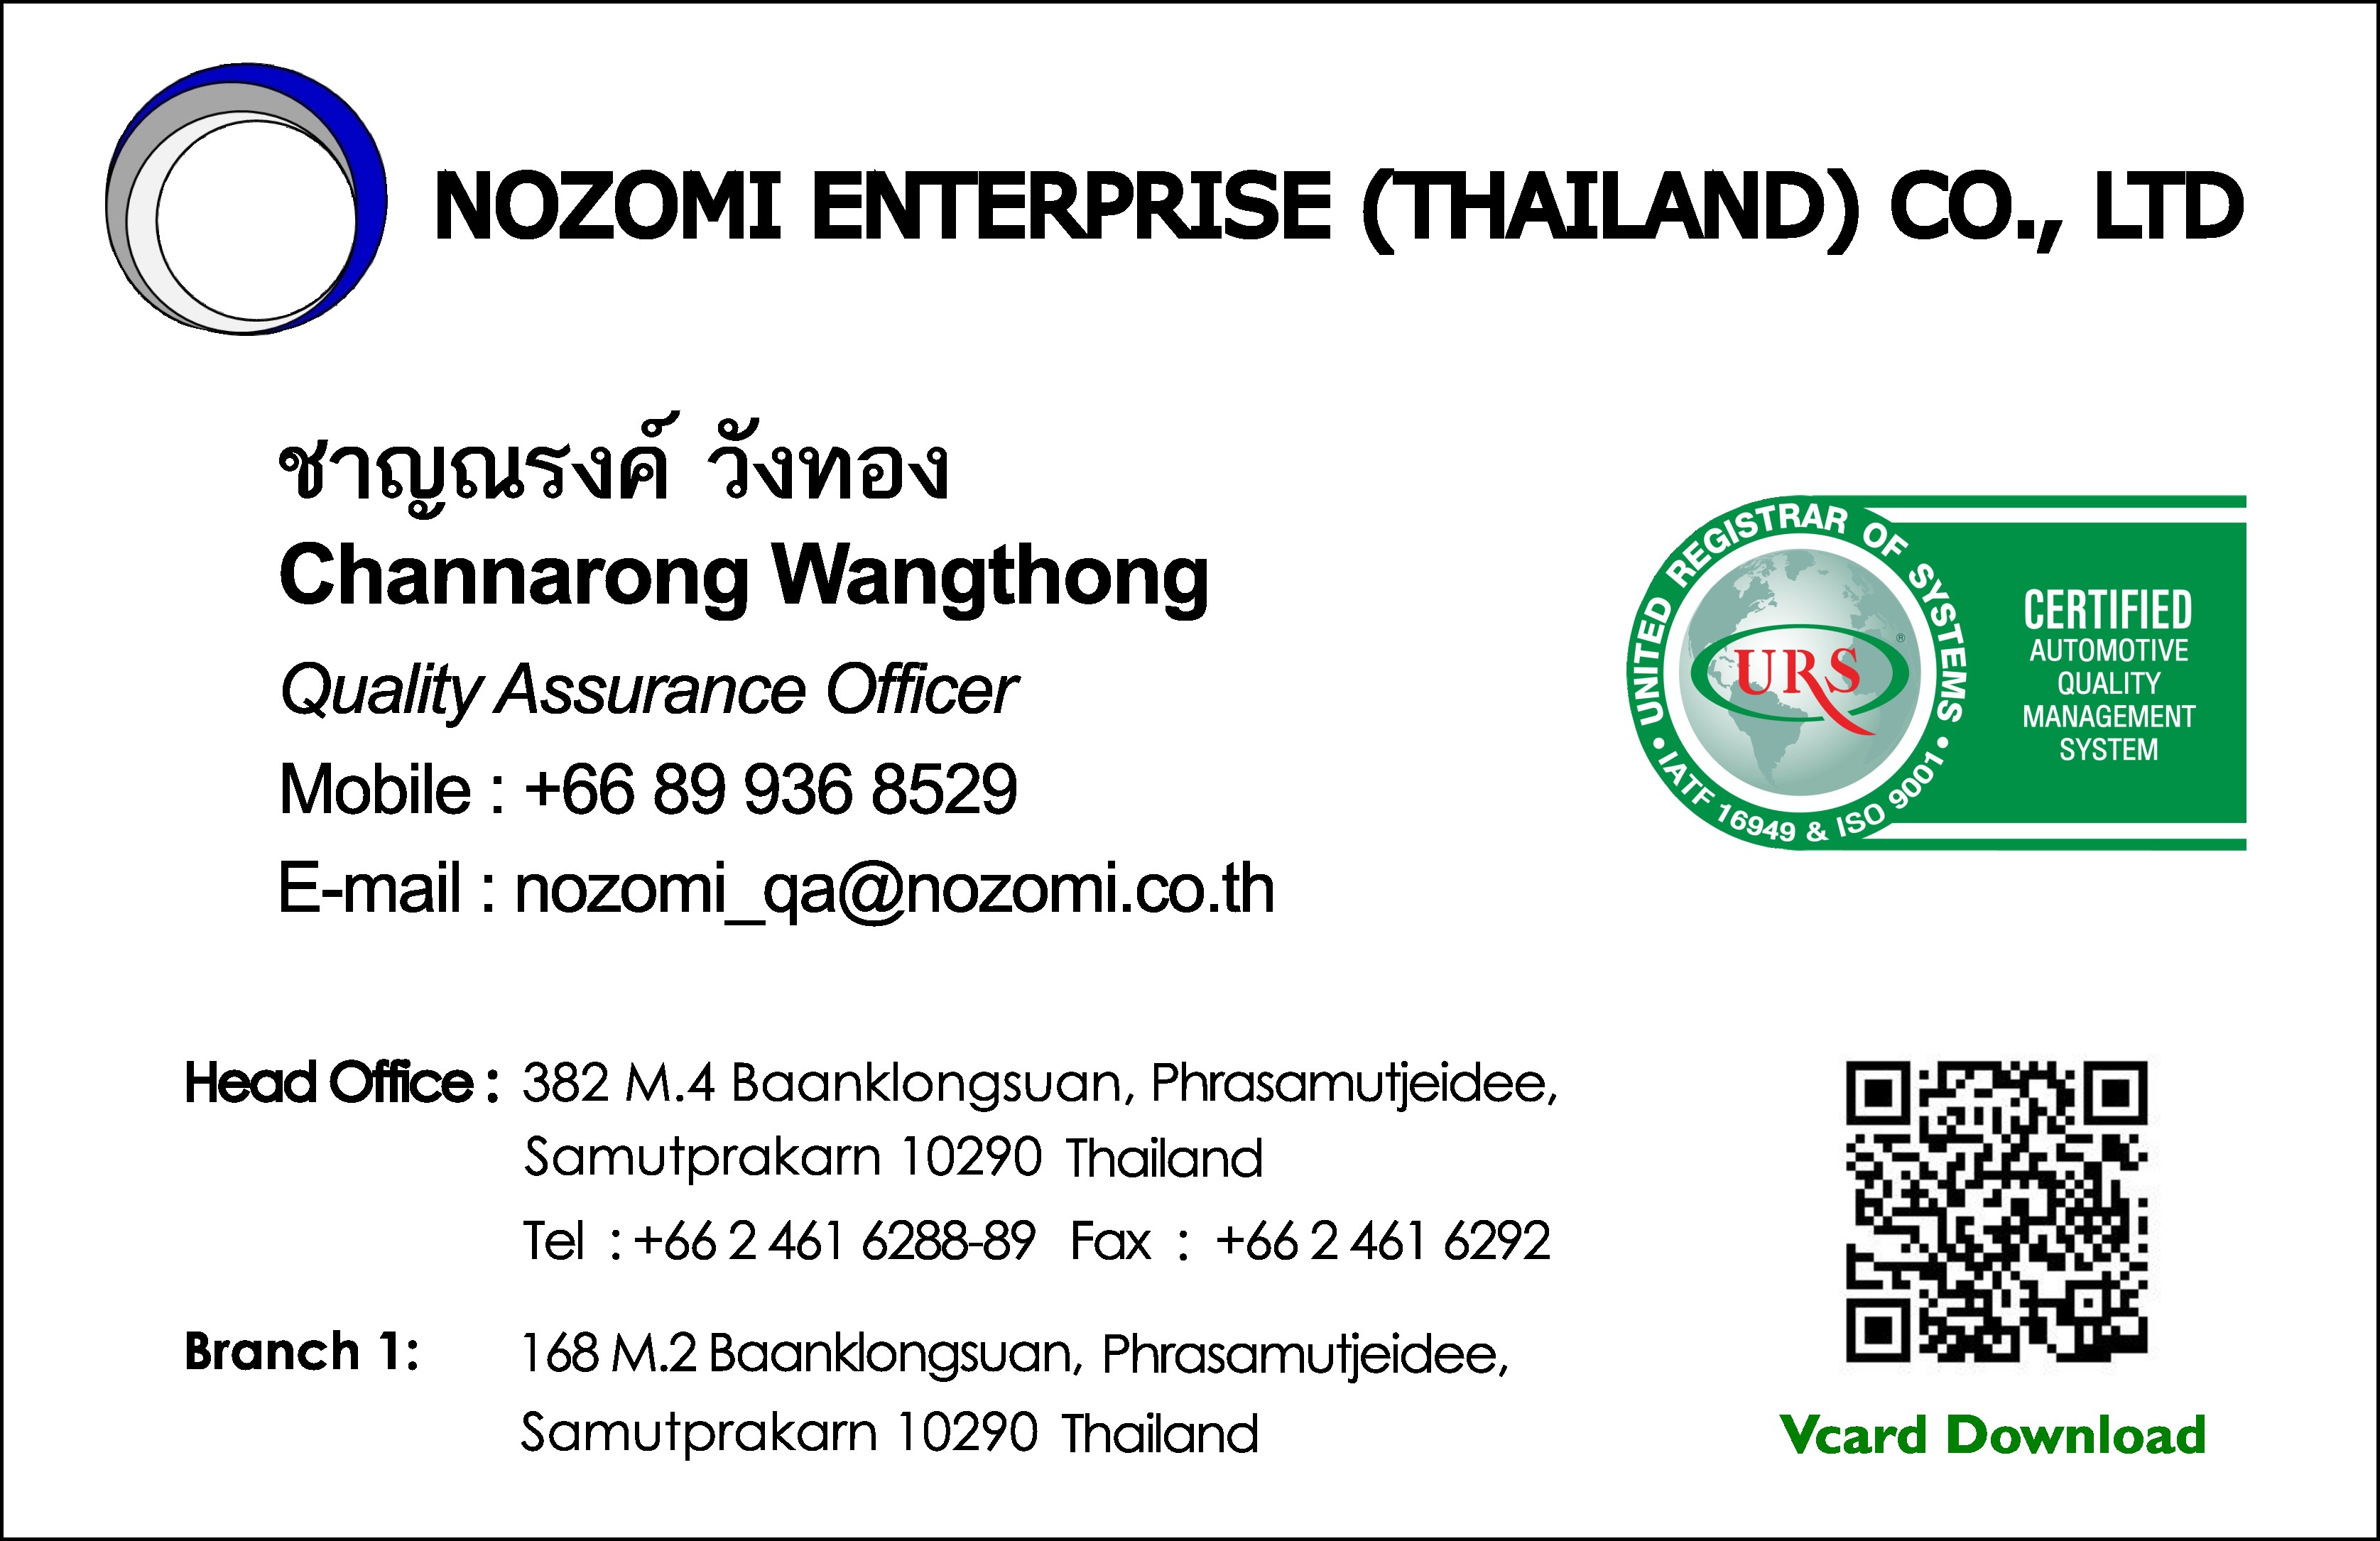 NOZOMI ENTERPRISE (THAILAND) CO., LTD
ชาญณรงค์ วังทอง
Channarong Wangthong
Quality Assurance Officer
Mobile : +66 89 936 8529
E-mail : nozomi_qa@nozomi.co.th
UNITED REGISTRAR OF SYSTEMS
• IATF 16949 & ISO 9001 •
URS ®
CERTIFIED
AUTOMOTIVE
QUALITY
MANAGEMENT
SYSTEM
Head Office : 382 M.4 Baanklongsuan, Phrasamutjeidee,
Samutprakarn 10290 Thailand
Tel : +66 2 461 6288-89 Fax : +66 2 461 6292
Branch 1: 168 M.2 Baanklongsuan, Phrasamutjeidee,
Samutprakarn 10290 Thailand
Vcard Download